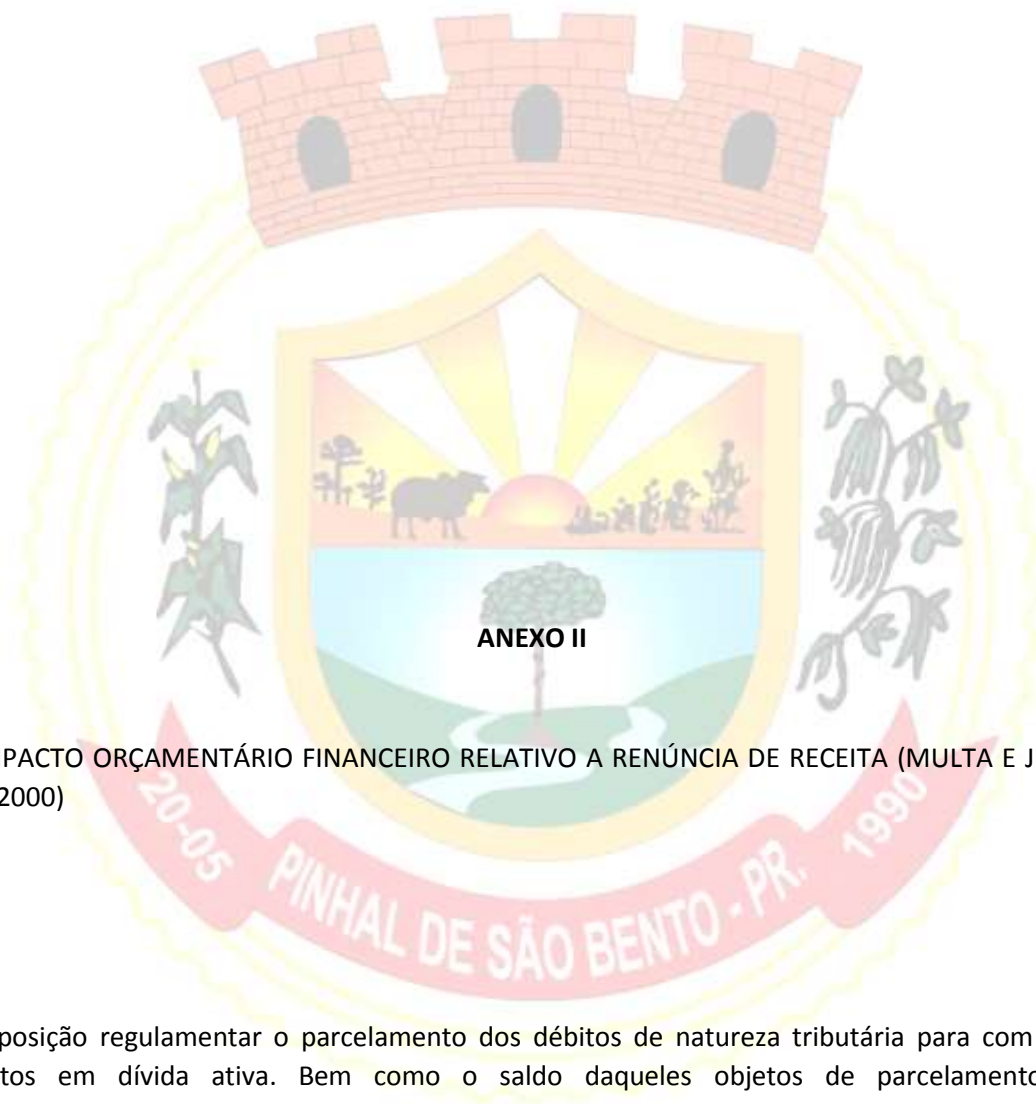 ANEXO II
PACTO ORÇAMENTÁRIO FINANCEIRO RELATIVO A RENÚNCIA DE RECEITA (MULTA E J
2000)
20-05 PINHAL DE SÃO BENTO - PR. 1990
posição regulamentar o parcelamento dos débitos de natureza tributária para com
tos em dívida ativa. Bem como o saldo daqueles objetos de parcelamento